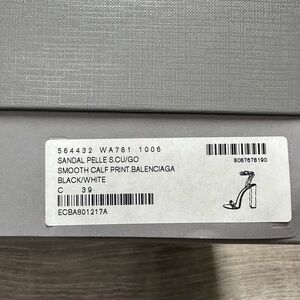 564432 WA761 1006
SANDAL PELLE S.CU/GO
SMOOTH CALF PRINT.BALENCIAGA
BLACK/WHITE
C 39
ECBA801217A
8087678190